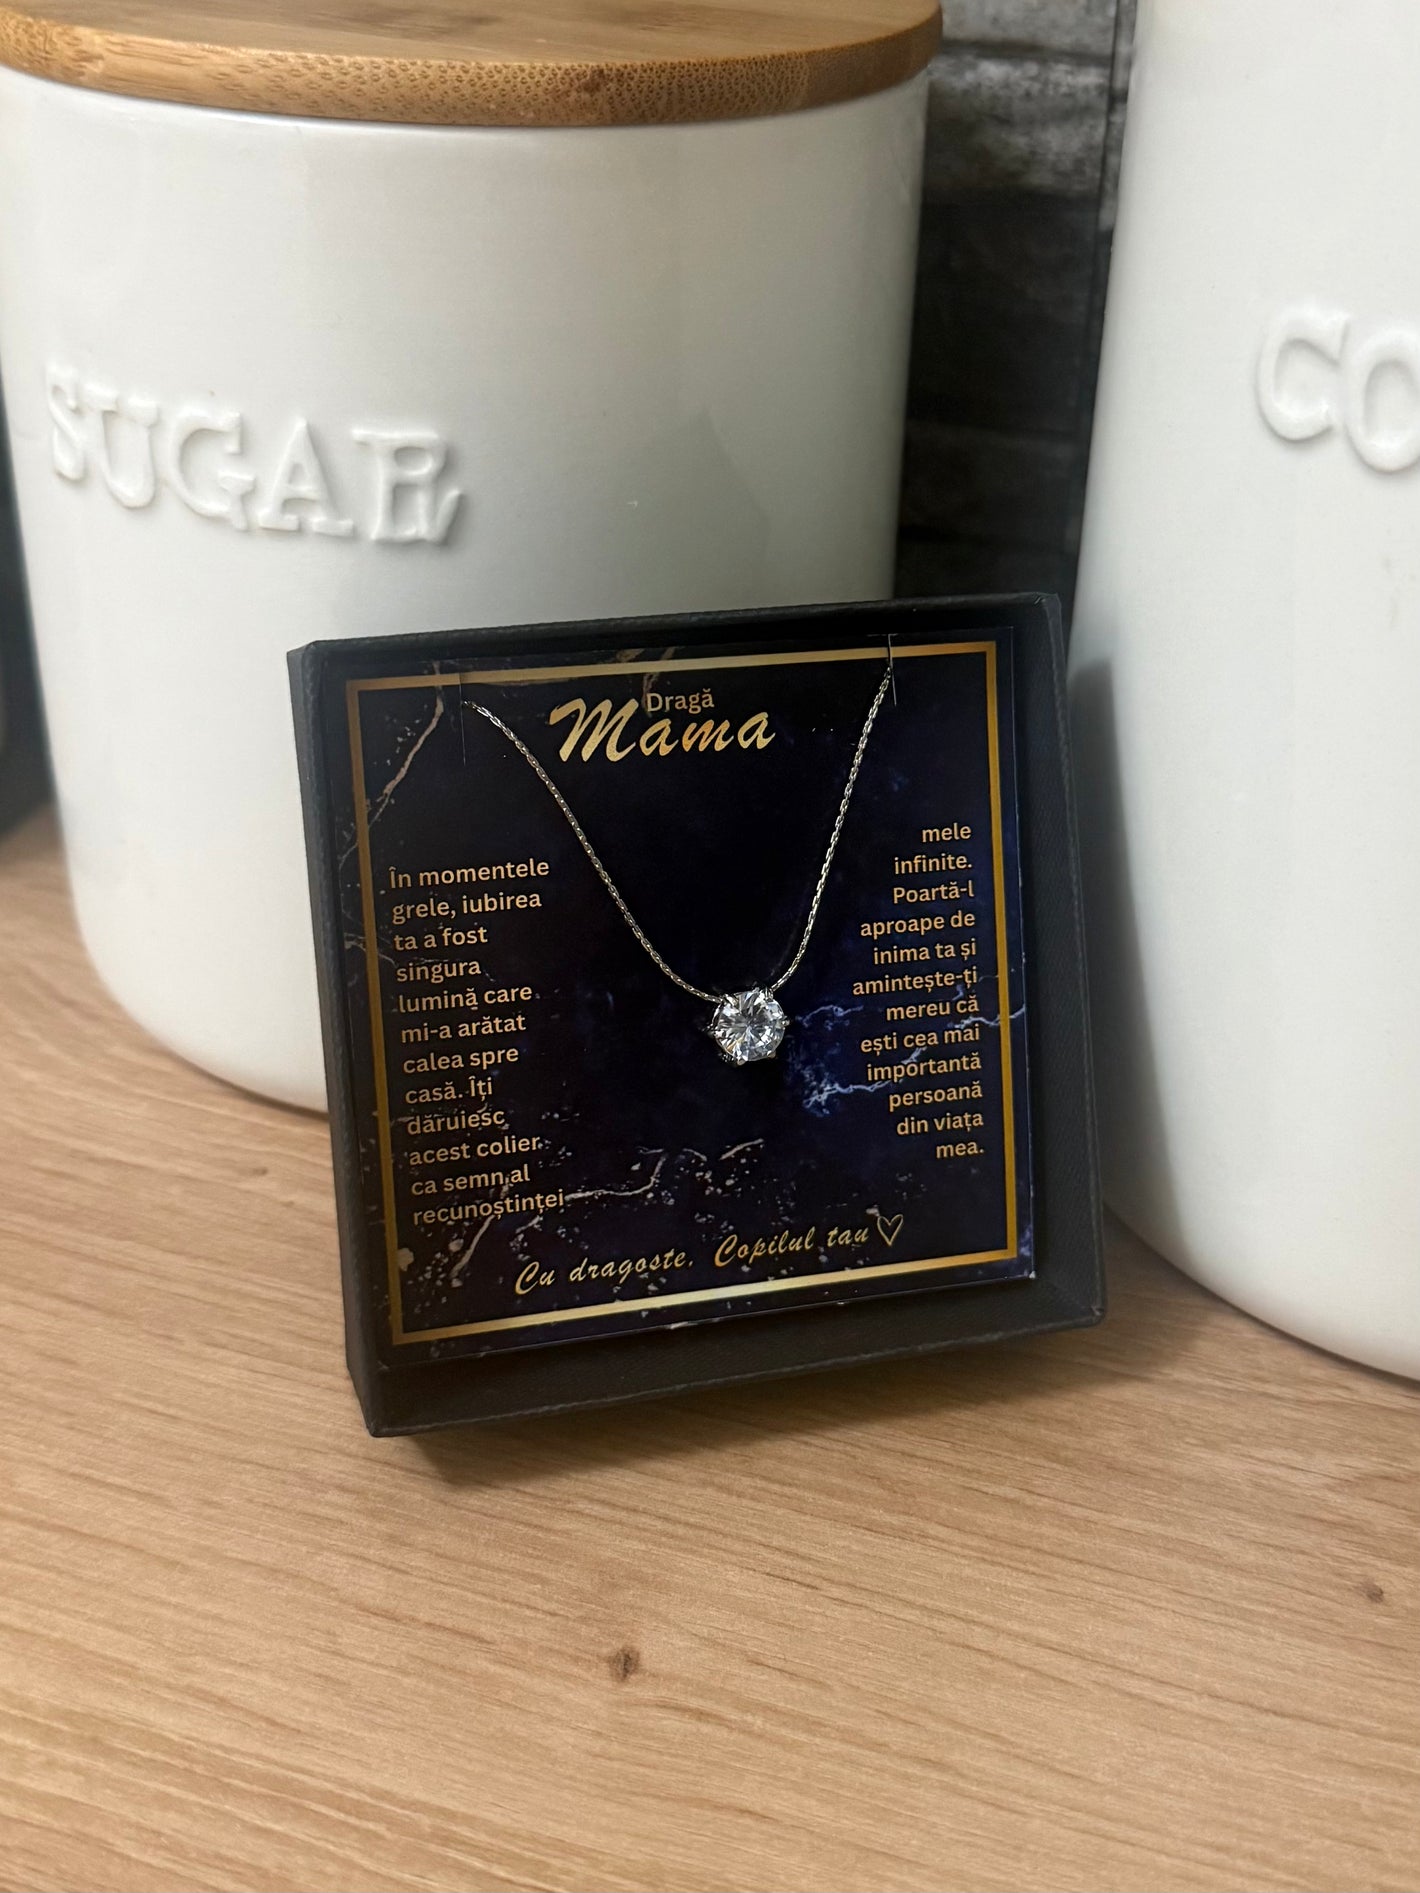 SUGAR
CO
Dragă
Mama
În momentele
grele, iubirea
ta a fost
singura
lumină care
mi-a arătat
calea spre
casă. Îți
dăruiesc
acest colier
ca semn al
recunoștinței
mele
infinite.
Poartă-l
aproape de
inima ta și
amintește-ți
mereu că
ești cea mai
importantă
persoană
din viața
mea.
Cu dragoste, Copilul tau♡